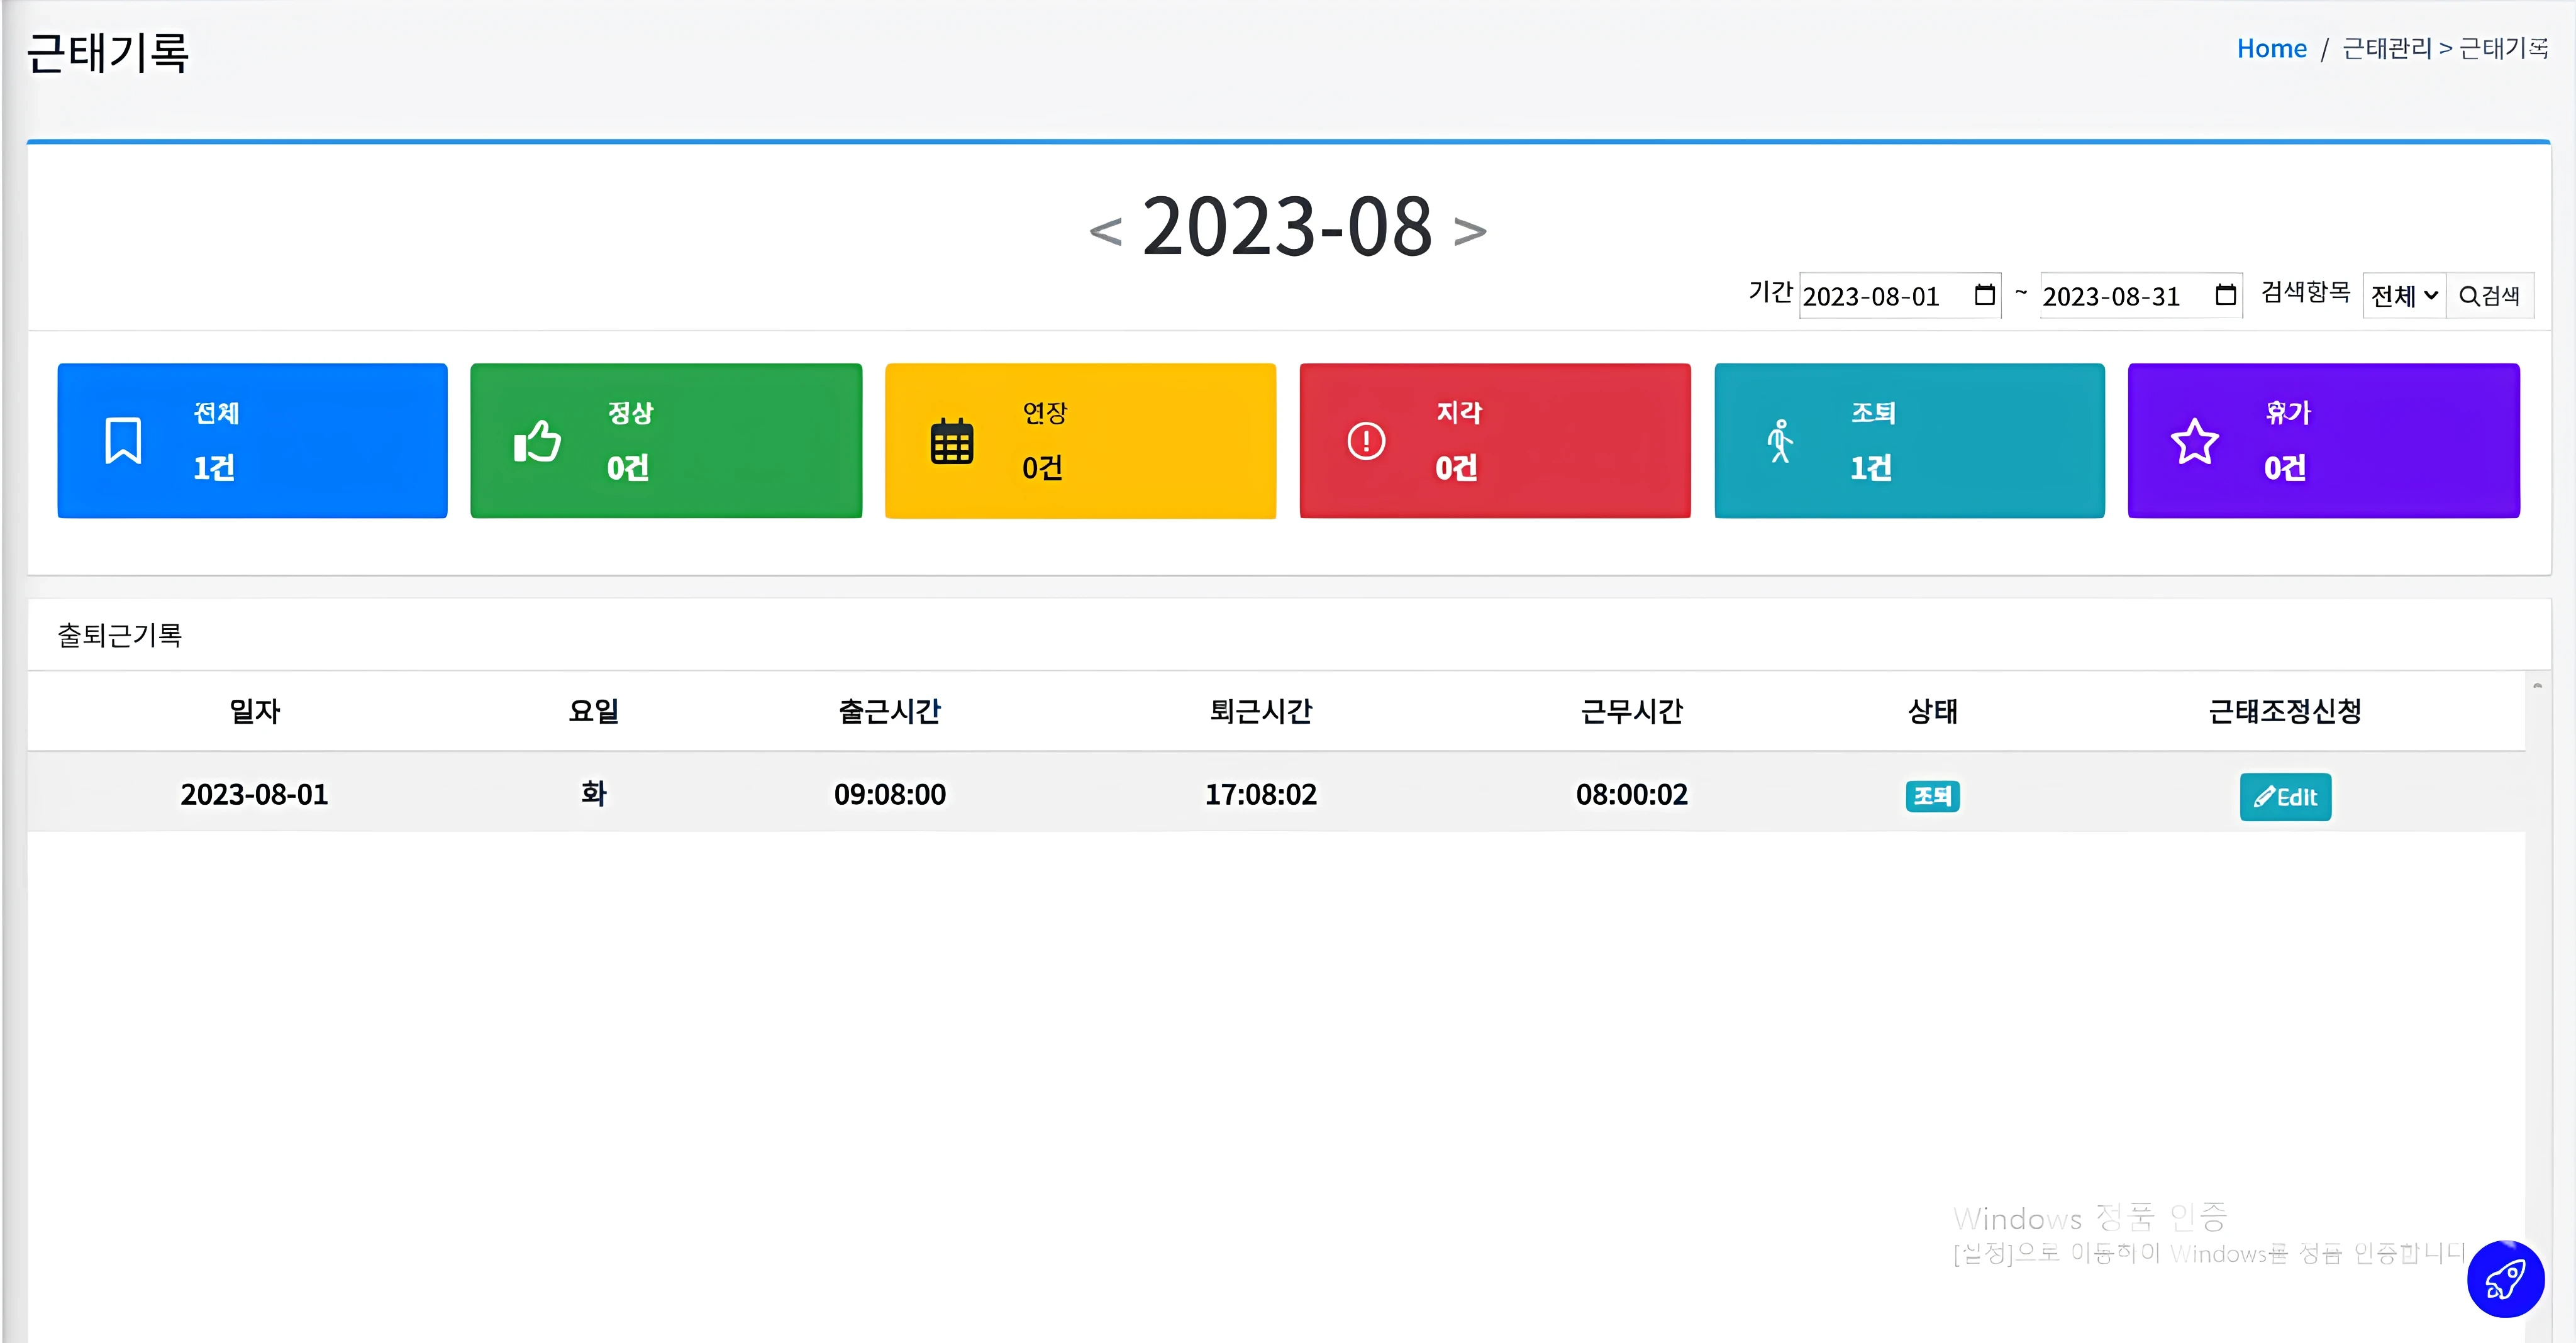 근태기록
Home / 근태관리 > 근태기록
< 2023-08 >
기간 2023-08-01 ~ 2023-08-31 검색항목 전체 검색
전체 정상 연장 지각 조퇴 휴가
1건 0건 0건 0건 1건 0건
출퇴근기록
일자 요일 출근시간 퇴근시간 근무시간 상태 근태조정신청
2023-08-01 화 09:08:00 17:08:02 08:00:02 조퇴 Edit
Windows 정품 인증
[설정]으로 이동하여 Windows를 정품 인증합니다